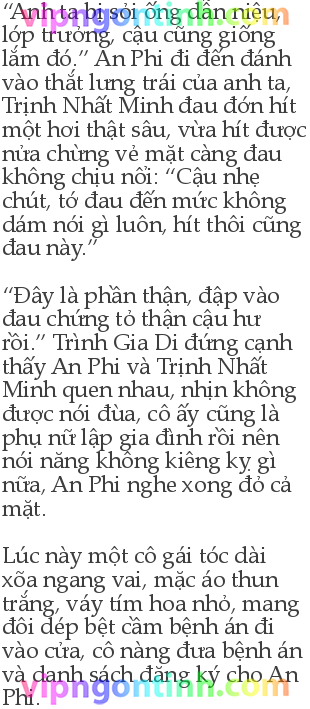 “Anh ta bị sỏi ống dẫn niệu,
lớp trưởng, cậu cũng giống
lắm đó.” An Phi đi đến đánh
vào thắt lưng trái của anh ta,
Trịnh Nhất Minh đau đớn hít
một hơi thật sâu, vừa hít được
nửa chừng vẻ mặt càng đau
không chịu nổi: “Cậu nhẹ
chút, tớ đau đến mức không
dám nói gì luôn, hít thôi cũng
đau này.”
“Đây là phần thận, đập vào
đau chứng tỏ thận cậu hư
rồi.” Trình Gia Di đứng cạnh
thấy An Phi và Trịnh Nhất
Minh quen nhau, nhịn không
được nói đùa, cô ấy cũng là
phụ nữ lập gia đình rồi nên
nói năng không kiêng kỵ gì
nữa, An Phi nghe xong đỏ cả
mặt.
Lúc này một cô gái tóc dài
xõa ngang vai, mặc áo thun
trắng, váy tím hoa nhỏ, mang
đôi dép bệt cầm bệnh án đi
vào cửa, cô nàng đưa bệnh án
và danh sách đăng ký cho An
Phi.
vipngontinh.com
vipngontinh.com